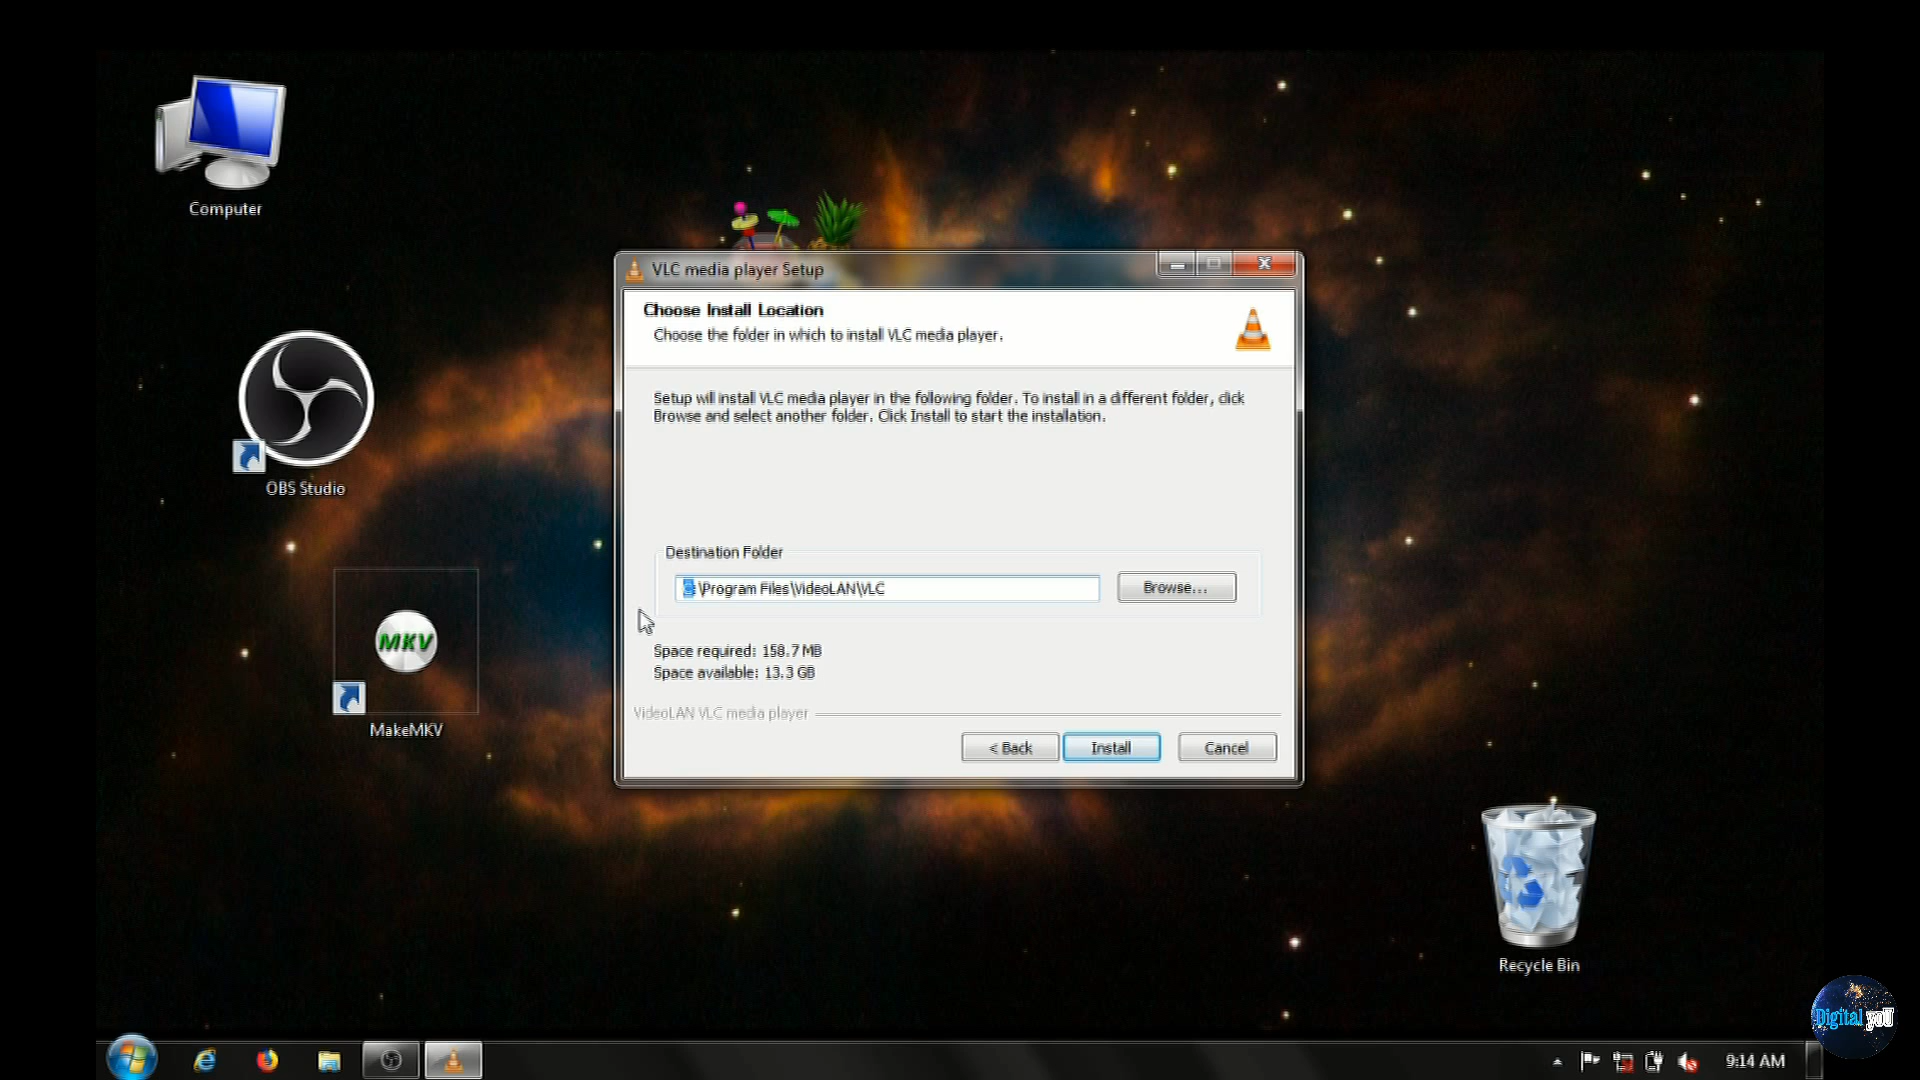 Computer
OBS Studio
MKV
MakeMKV
VLC media player Setup
Choose Install Location
Choose the folder in which to install VLC media player.
Setup will install VLC media player in the following folder. To install in a different folder, click
Browse and select another folder. Click Install to start the installation.
Destination Folder
\Program Files\VideoLAN\VLC
Browse...
Space required: 158.7 MB
Space available: 13.3 GB
VideoLAN VLC media player
< Back
Install
Cancel
Recycle Bin
Digital yoU
9:14 AM